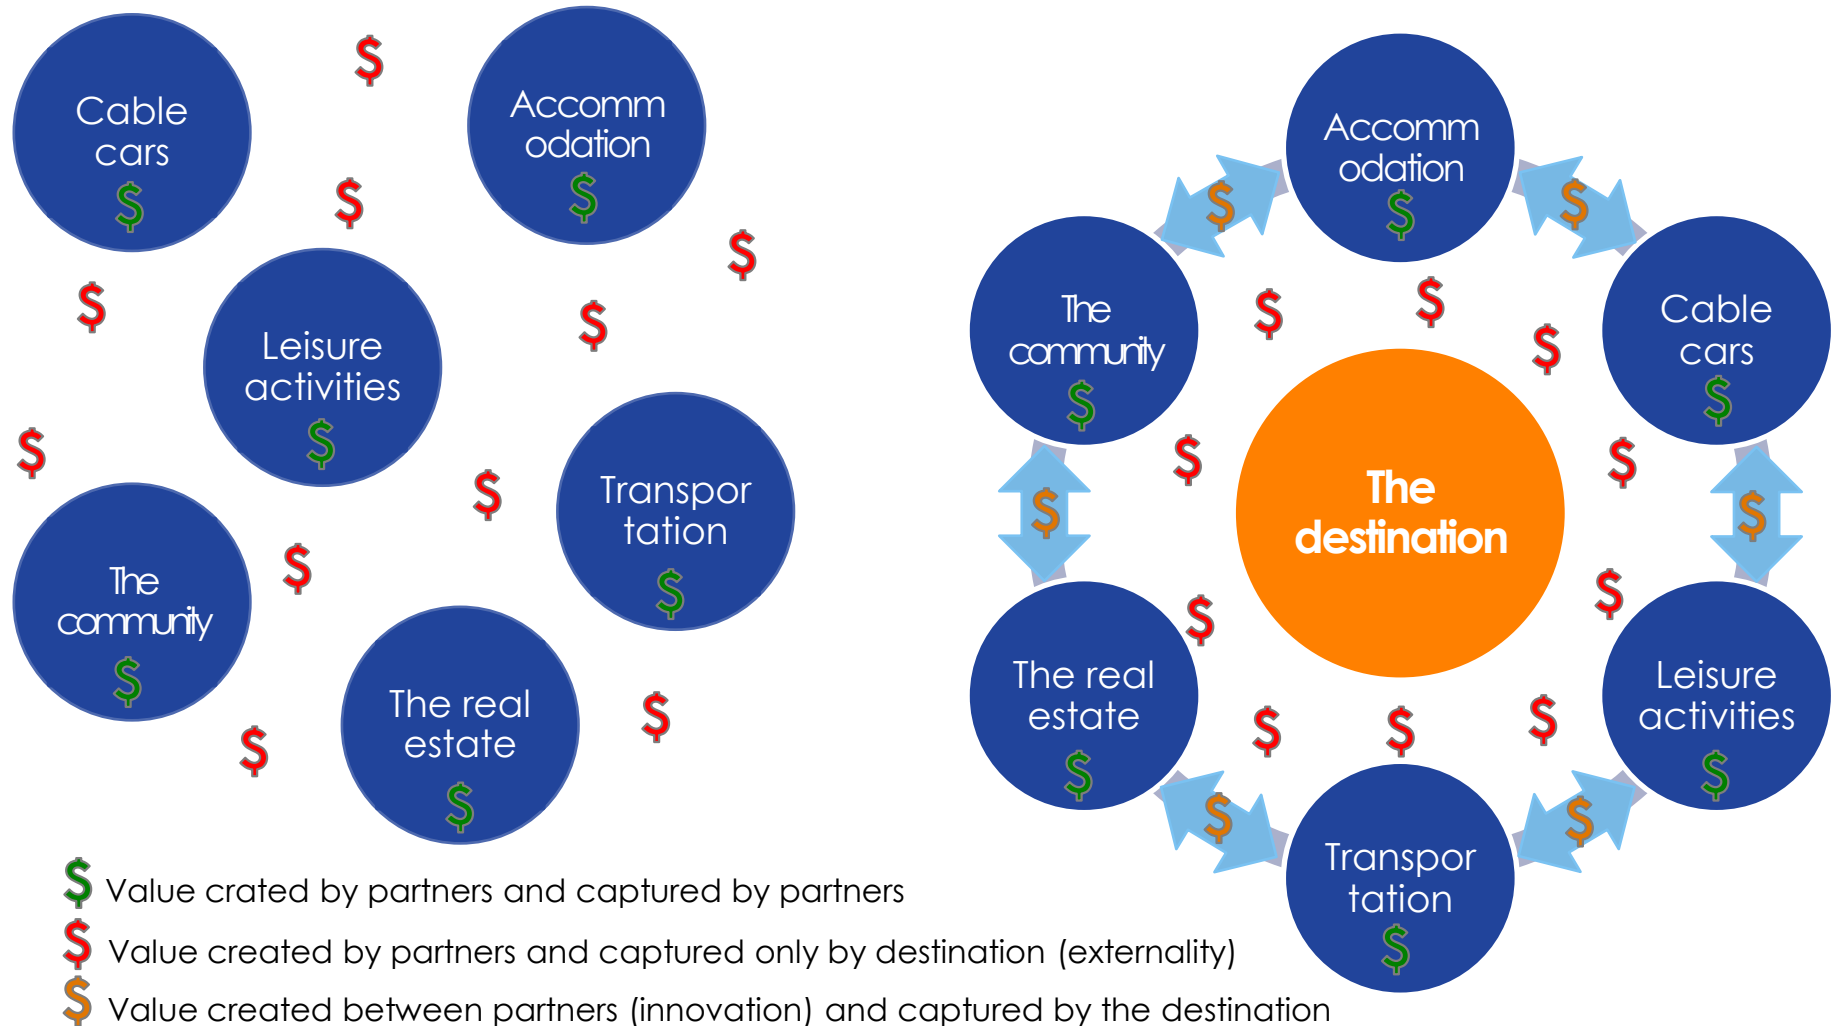 Cable
cars
$
Accomm
odation
$
Leisure
activities
$
Transpor
tation
$
The
community
$
The real
estate
$
$
$
$
$
$
$
$
$
$
$
Accomm
odation
$
Cable
cars
$
Leisure
activities
$
Transpor
tation
$
The real
estate
$
The
community
$
$
$
$
$
$
$
The
destination
$
$
$
$
$
$
$
$
$
$
$ Value crated by partners and captured by partners
$ Value created by partners and captured only by destination (externality)
$ Value created between partners (innovation) and captured by the destination